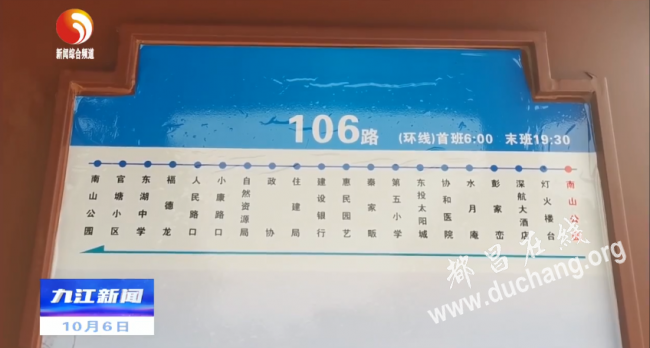 新闻综合频道
106路 (环线)首班6:00 末班19:30
南山公园
官塘小区
东湖中学
福德龙
人民路口
小康路口
自然资源局
政协
住建局
建设银行
惠民园艺
秦家畈
第五小学
东投太阳城
协和医院
水月庵
彭家峦
深航大酒店
灯火楼台
南山公园
都昌在线
www.duchang.org
九江新闻
10月6日